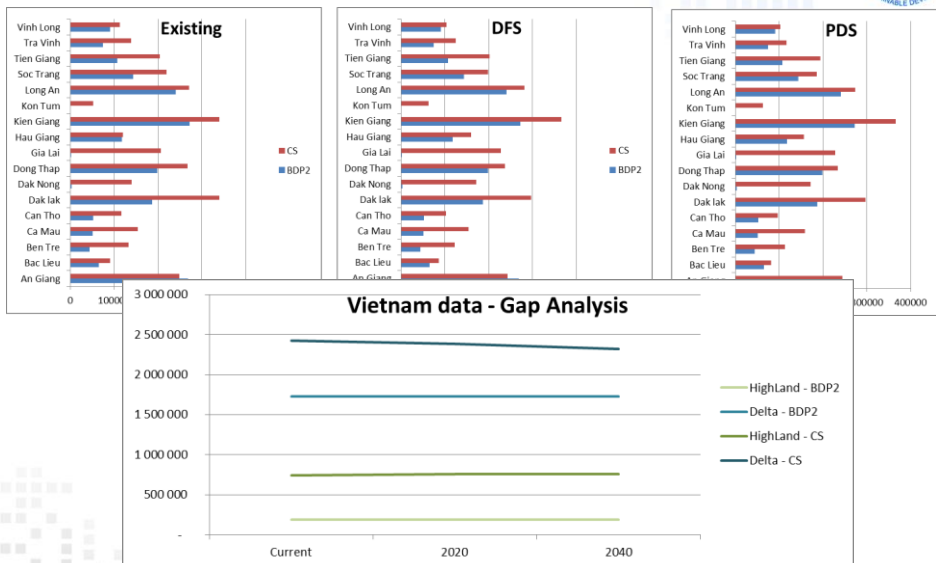 NABLE DEV
Existing
Vinh Long
Tra Vinh
Tien Giang
Soc Trang
Long An
Kon Tum
Kien Giang
Hau Giang
Gia Lai
Dong Thap
Dak Nong
Dak lak
Can Tho
Ca Mau
Ben Tre
Bac Lieu
An Giang
CS
BDP2
0
DFS
Vinh Long
Tra Vinh
Tien Giang
Soc Trang
Long An
Kon Tum
Kien Giang
Hau Giang
Gia Lai
Dong Thap
Dak Nong
Dak lak
Can Tho
Ca Mau
Ben Tre
Bac Lieu
An Giang
CS
BDP2
PDS
Vinh Long
Tra Vinh
Tien Giang
Soc Trang
Long An
Kon Tum
Kien Giang
Hau Giang
Gia Lai
Dong Thap
Dak Nong
Dak lak
Can Tho
Ca Mau
Ben Tre
Bac Lieu
400000
Vietnam data - Gap Analysis
3 000 000
2 500 000
2 000 000
1 500 000
1 000 000
500 000
-
Current 2020 2040
HighLand - BDP2
Delta - BDP2
HighLand - CS
Delta - CS